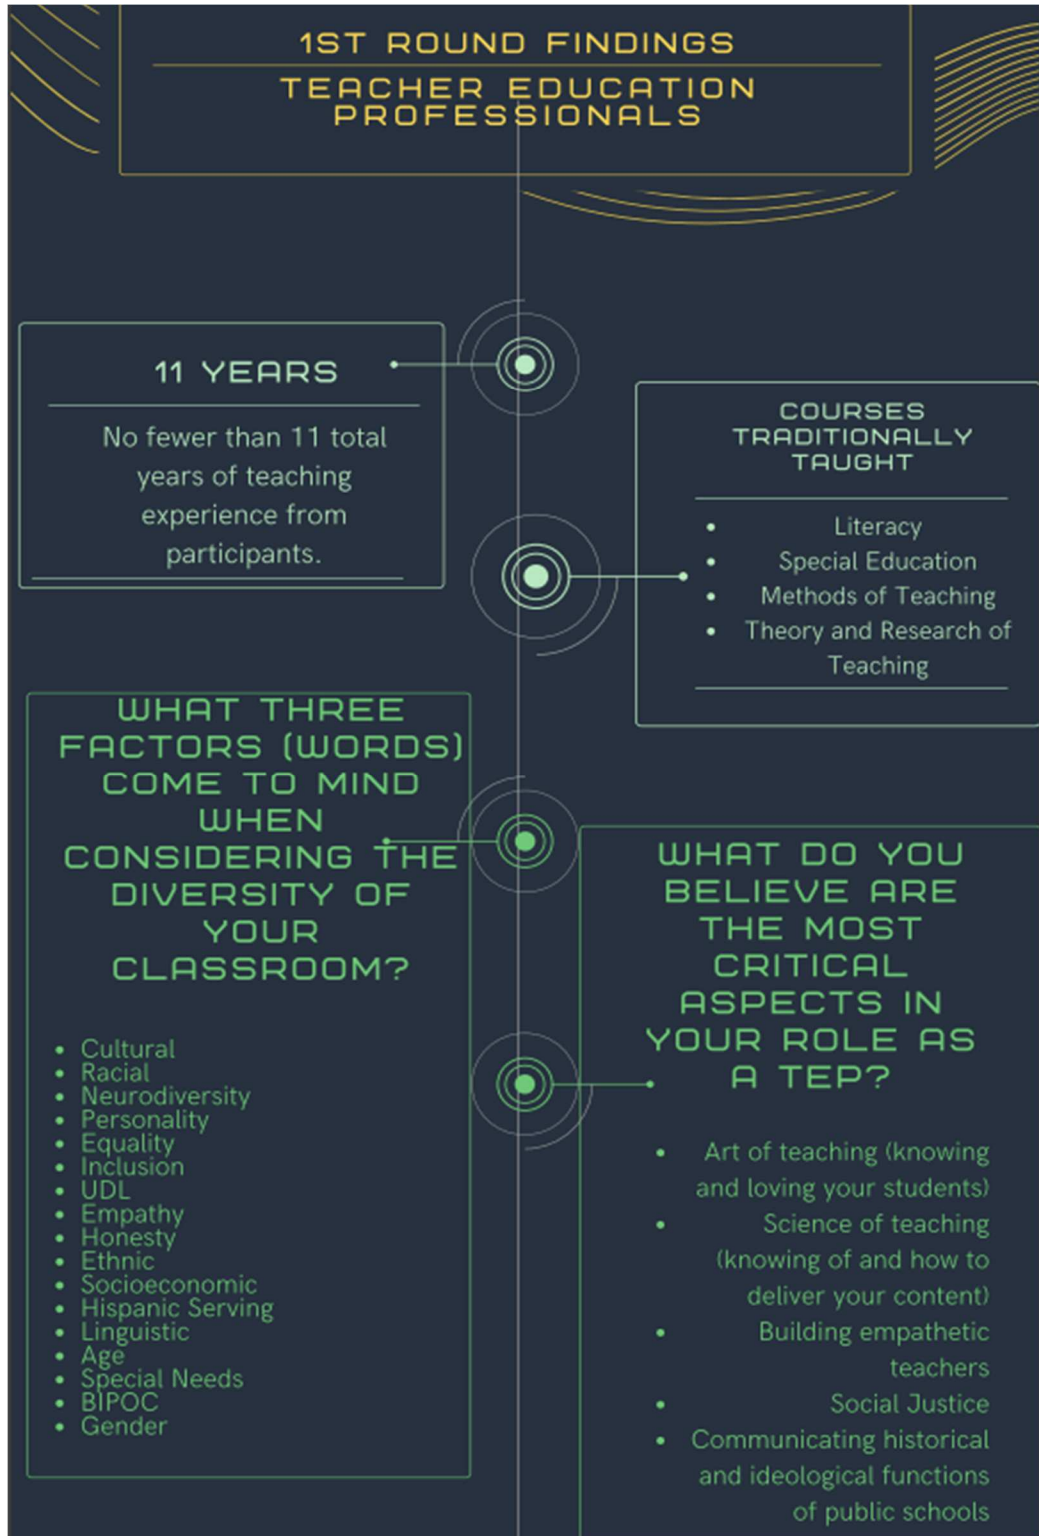 1ST ROUND FINDINGS
TEACHER EDUCATION
PROFESSIONALS
11 YEARS
No fewer than 11 total
years of teaching
experience from
participants.
COURSES
TRADITIONALLY
TAUGHT
• Literacy
• Special Education
• Methods of Teaching
• Theory and Research of
Teaching
WHAT THREE
FACTORS (WORDS)
COME TO MIND
WHEN
CONSIDERING THE
DIVERSITY OF
YOUR
CLASSROOM?
• Cultural
• Racial
• Neurodiversity
• Personality
• Equality
• Inclusion
• UDL
• Empathy
• Honesty
• Ethnic
• Socioeconomic
• Hispanic Serving
• Linguistic
• Age
• Special Needs
• BIPOC
• Gender
WHAT DO YOU
BELIEVE ARE
THE MOST
CRITICAL
ASPECTS IN
YOUR ROLE AS
A TEP?
• Art of teaching (knowing
and loving your students)
• Science of teaching
(knowing of and how to
deliver your content)
• Building empathetic
teachers
• Social Justice
• Communicating historical
and ideological functions
of public schools